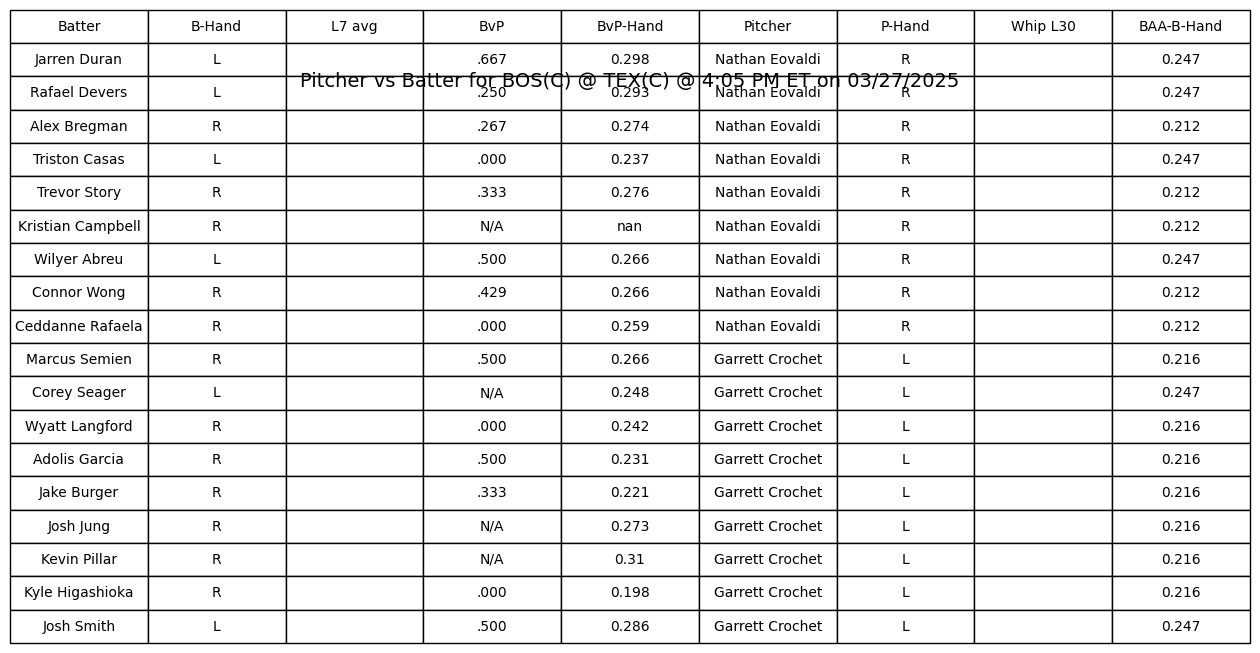 Batter B-Hand L7 avg BvP BvP-Hand Pitcher P-Hand Whip L30 BAA-B-Hand
Jarren Duran L .667 0.298 Nathan Eovaldi R 0.247
Pitcher vs Batter for BOS(C) @ TEX(C) @ 4:05 PM ET on 03/27/2025
Rafael Devers L .250 0.293 Nathan Eovaldi R 0.247
Alex Bregman R .267 0.274 Nathan Eovaldi R 0.212
Triston Casas L .000 0.237 Nathan Eovaldi R 0.247
Trevor Story R .333 0.276 Nathan Eovaldi R 0.212
Kristian Campbell R N/A nan Nathan Eovaldi R 0.212
Wilyer Abreu L .500 0.266 Nathan Eovaldi R 0.247
Connor Wong R .429 0.266 Nathan Eovaldi R 0.212
Ceddanne Rafaela R .000 0.259 Nathan Eovaldi R 0.212
Marcus Semien R .500 0.266 Garrett Crochet L 0.216
Corey Seager L N/A 0.248 Garrett Crochet L 0.247
Wyatt Langford R .000 0.242 Garrett Crochet L 0.216
Adolis Garcia R .500 0.231 Garrett Crochet L 0.216
Jake Burger R .333 0.221 Garrett Crochet L 0.216
Josh Jung R N/A 0.273 Garrett Crochet L 0.216
Kevin Pillar R N/A 0.31 Garrett Crochet L 0.216
Kyle Higashioka R .000 0.198 Garrett Crochet L 0.216
Josh Smith L .500 0.286 Garrett Crochet L 0.247